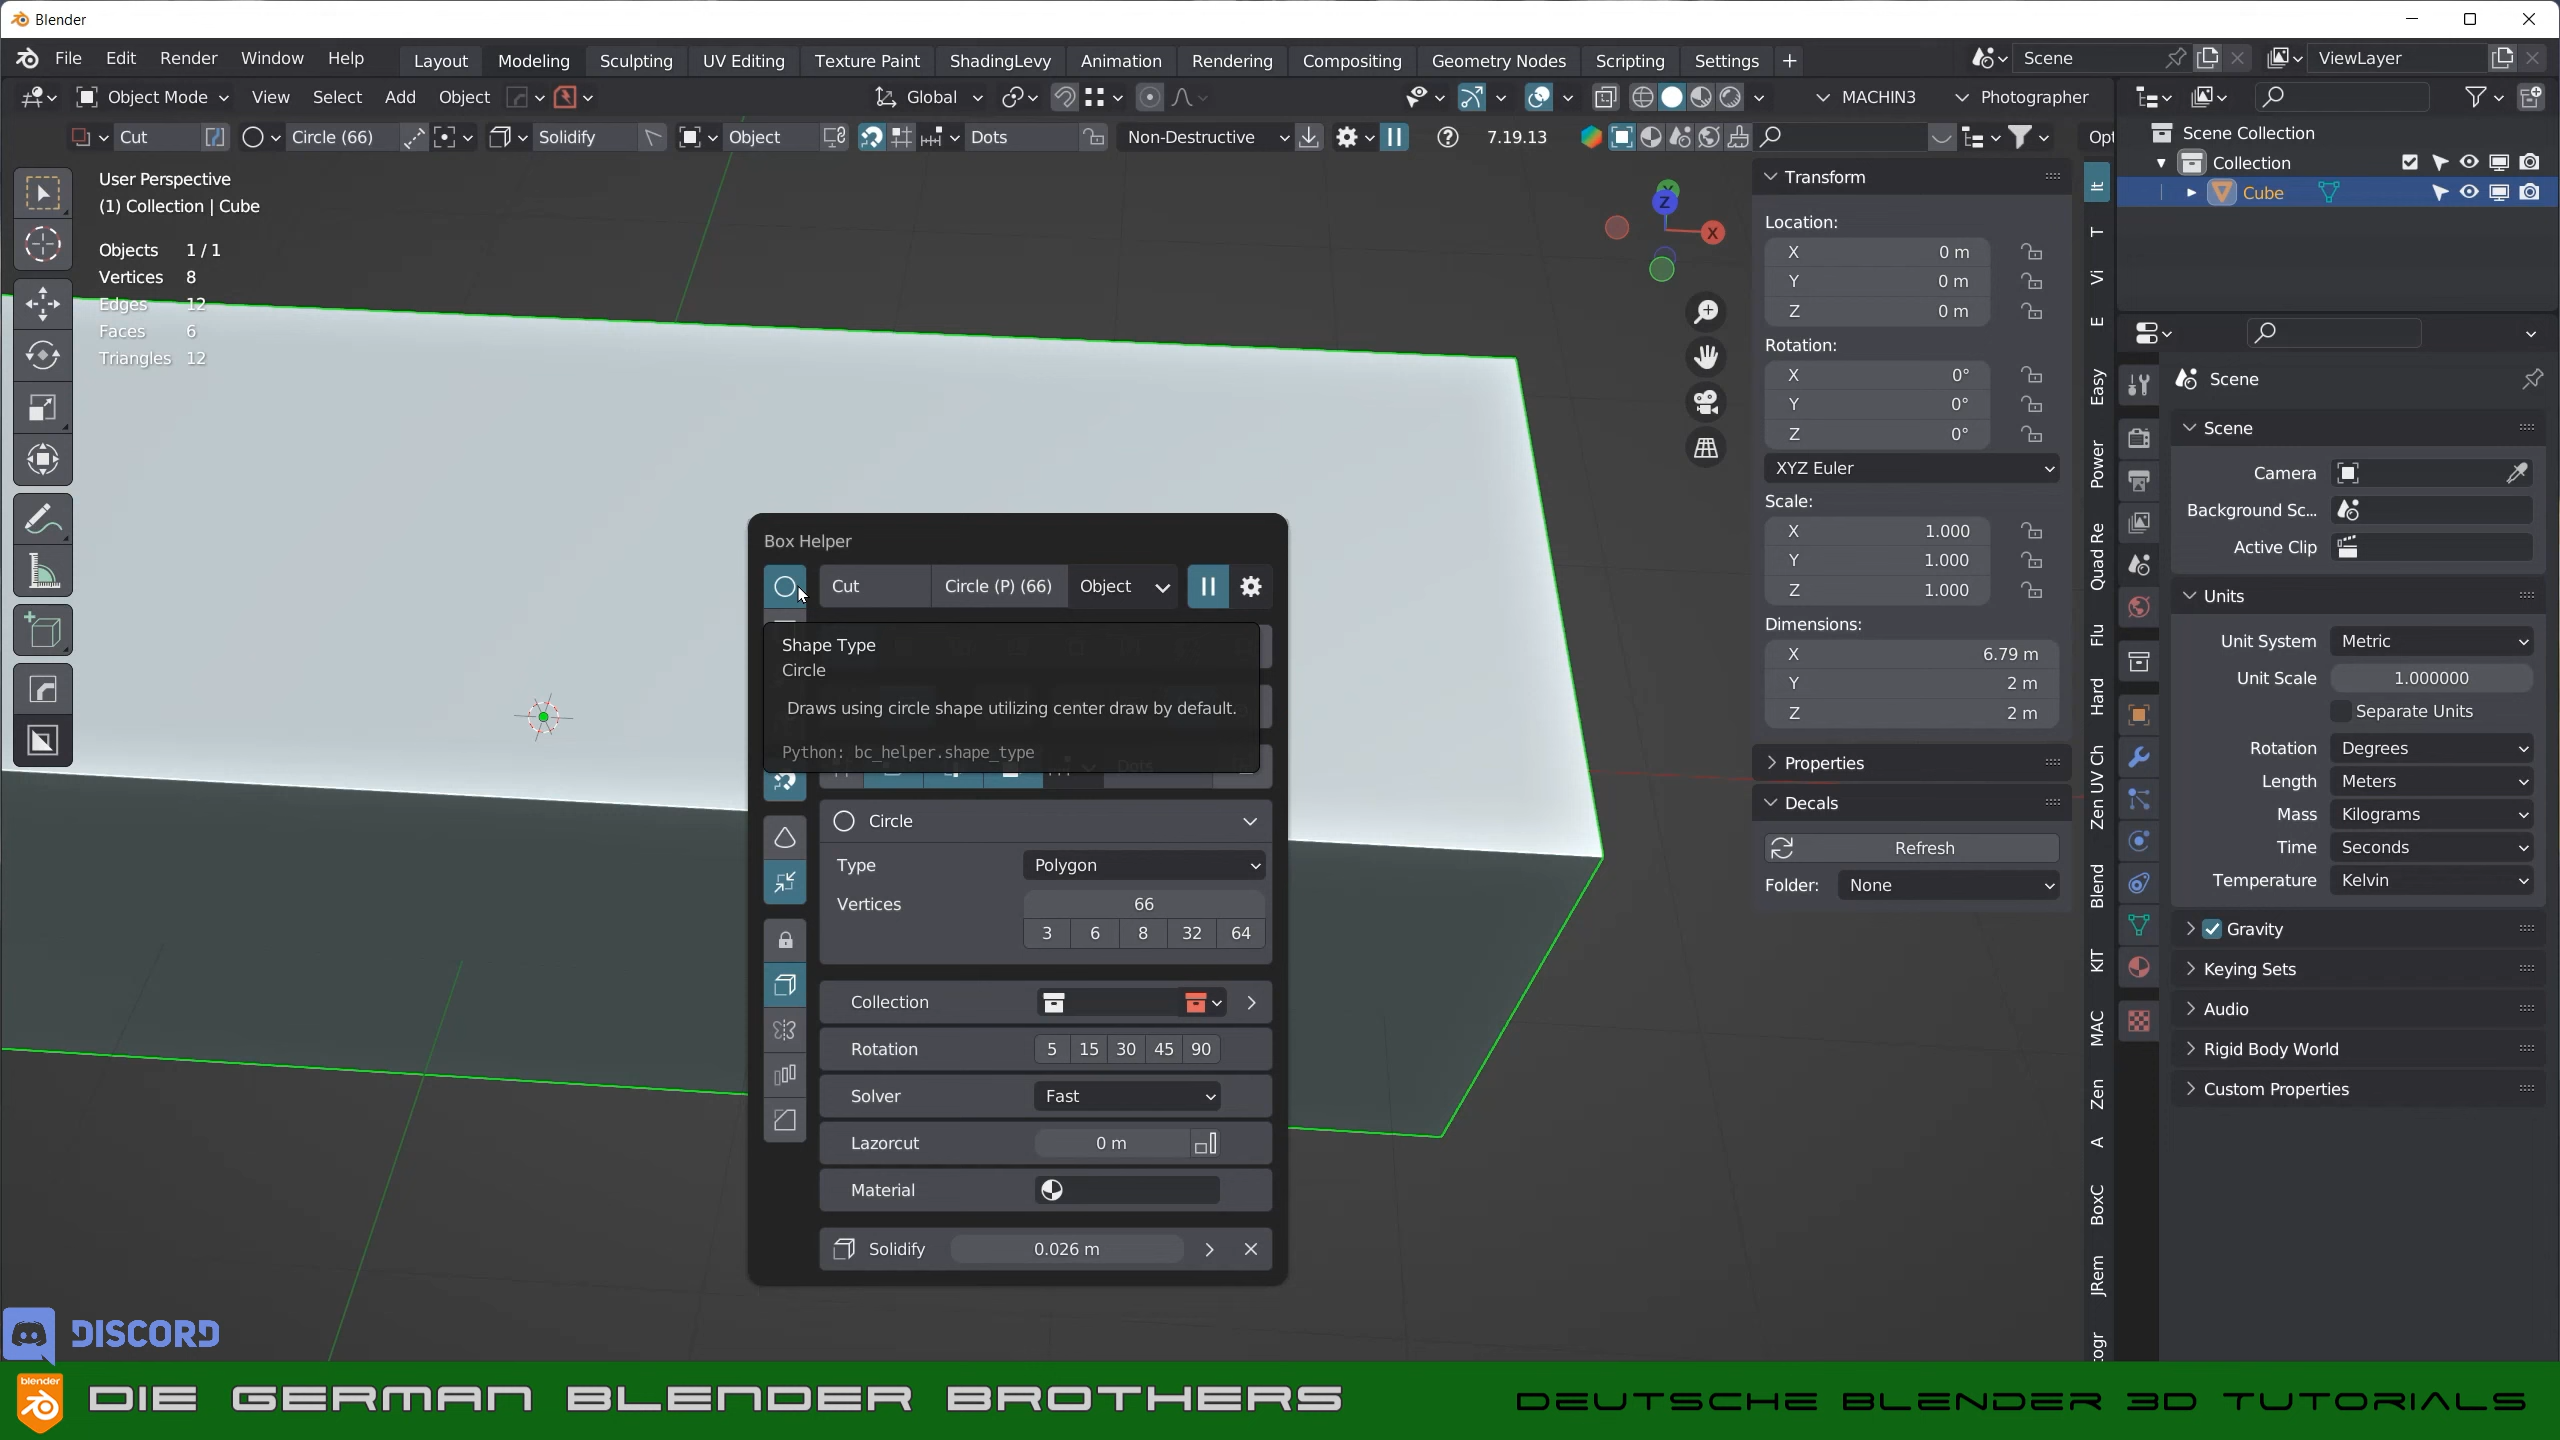 Blender
File Edit Render Window Help Layout Modeling Sculpting UV Editing Texture Paint ShadingLevy Animation Rendering Compositing Geometry Nodes Scripting Settings + Scene ViewLayer
Object Mode View Select Add Object Global MACHIN3 Photographer
Cut Circle (66) Solidify Object Dots Non-Destructive 7.19.13 Opt
User Perspective
(1) Collection | Cube
Objects 1 / 1
Vertices 8
Edges 12
Faces 6
Triangles 12
Z
X
Box Helper
Cut Circle (P) (66) Object
Shape Type
Circle
Draws using circle shape utilizing center draw by default.
Python: bc_helper.shape_type
Dots
Circle
Type Polygon
Vertices 66
3 6 8 32 64
Collection
Rotation 5 15 30 45 90
Solver Fast
Lazorcut 0 m
Material
Solidify 0.026 m
Transform
Location:
X 0 m
Y 0 m
Z 0 m
Rotation:
X 0°
Y 0°
Z 0°
XYZ Euler
Scale:
X 1.000
Y 1.000
Z 1.000
Dimensions:
X 6.79 m
Y 2 m
Z 2 m
Properties
Decals
Refresh
Folder: None
It
T
Vi
E
Easy
Power
Quad Re
Flu
Hard
Zen UV Ch
Blend
KIT
MAC
Zen
A
BoxC
JRem
ogr
Scene Collection
Collection
Cube
Scene
Scene
Camera
Background Sc...
Active Clip
Units
Unit System Metric
Unit Scale 1.000000
Separate Units
Rotation Degrees
Length Meters
Mass Kilograms
Time Seconds
Temperature Kelvin
Gravity
Keying Sets
Audio
Rigid Body World
Custom Properties
DISCORD
blender
DIE GERMAN BLENDER BROTHERS
DEUTSCHE BLENDER 3D TUTORIALS